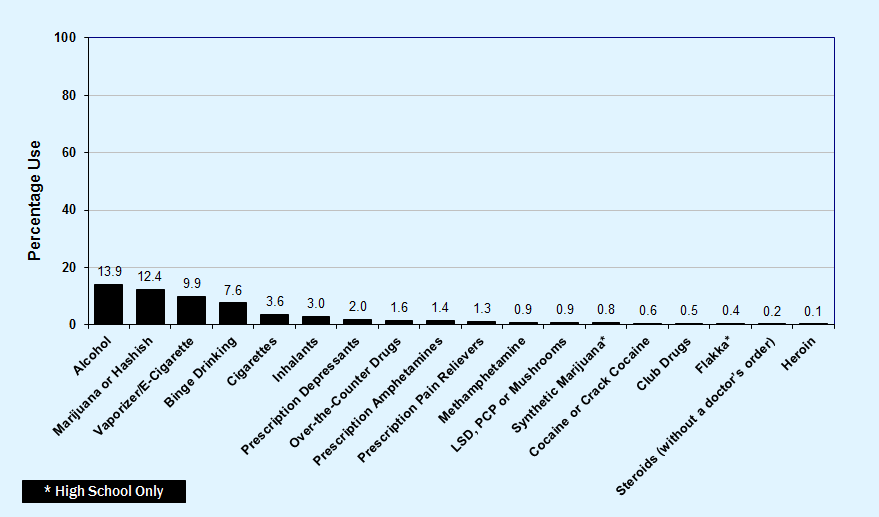 100
80
60
40
20
0
Percentage Use
13.9
12.4
9.9
7.6
3.6
3.0
2.0
1.6
1.4
1.3
0.9
0.9
0.8
0.6
0.5
0.4
0.2
0.1
Alcohol
Marijuana or Hashish
Vaporizer/E-Cigarette
Binge Drinking
Cigarettes
Inhalants
Prescription Depressants
Over-the-Counter Drugs
Prescription Amphetamines
Prescription Pain Relievers
Methamphetamine
LSD, PCP or Mushrooms
Synthetic Marijuana*
Cocaine or Crack Cocaine
Club Drugs
Flakka*
Steroids (without a doctor's order)
Heroin
* High School Only